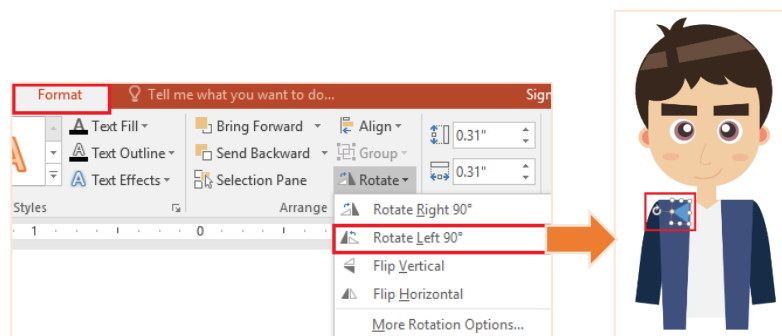 Format Tell me what you want to do... Sign
Text Fill Bring Forward Align 0.31"
Text Outline Send Backward Group
Text Effects Selection Pane Rotate 0.31"
Styles Arrange
1 0
Rotate Right 90°
Rotate Left 90°
Flip Vertical
Flip Horizontal
More Rotation Options...